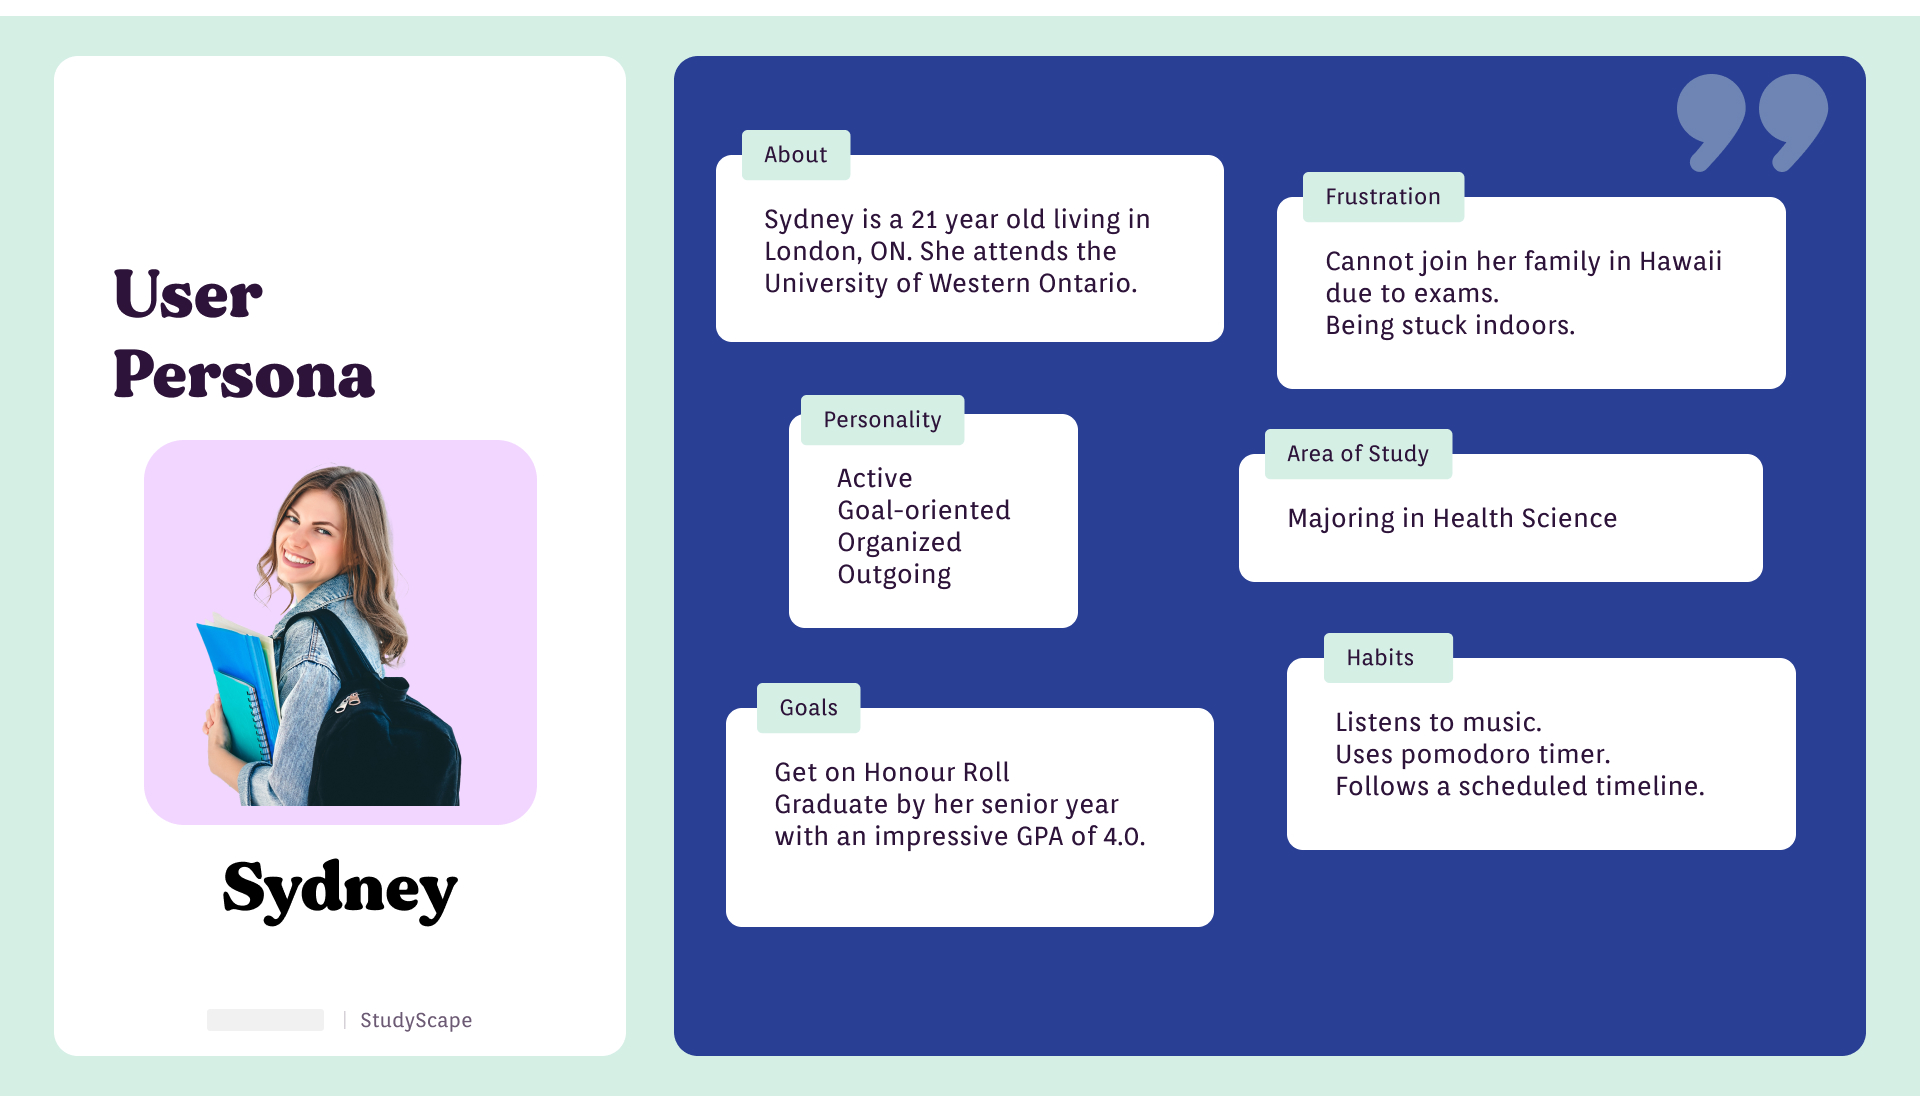 User
Persona
Sydney
StudyScape
About
Sydney is a 21 year old living in
London, ON. She attends the
University of Western Ontario.
Frustration
Cannot join her family in Hawaii
due to exams.
Being stuck indoors.
Personality
Active
Goal-oriented
Organized
Outgoing
Area of Study
Majoring in Health Science
Goals
Get on Honour Roll
Graduate by her senior year
with an impressive GPA of 4.0.
Habits
Listens to music.
Uses pomodoro timer.
Follows a scheduled timeline.